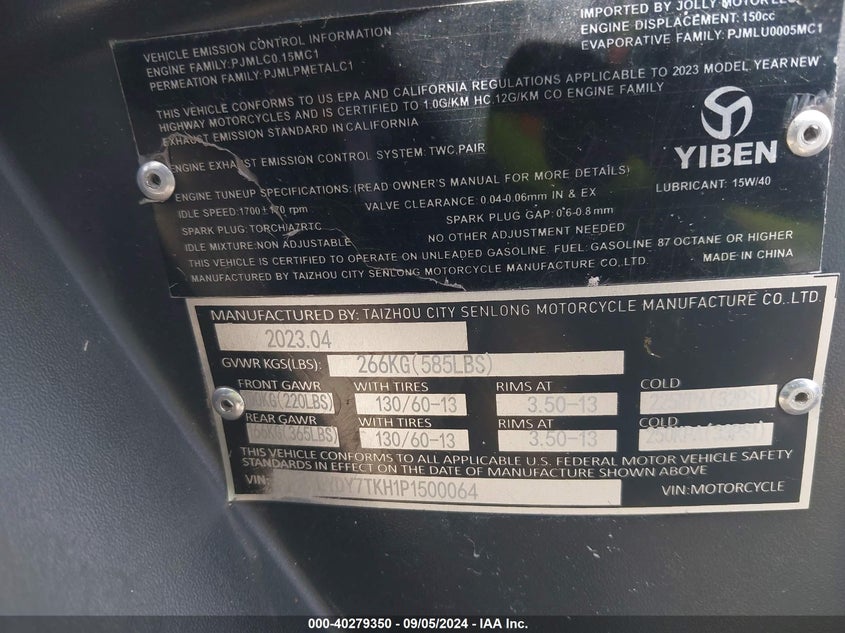 VEHICLE EMISSION CONTROL INFORMATION
ENGINE FAMILY:PJMLC0.15MC1
PERMEATION FAMILY:PJMLPMETALC1
IMPORTED BY JOLLY MOTOR
ENGINE DISPLACEMENT:150cc
EVAPORATIVE FAMILY:PJMLU0005MC1
THIS VEHICLE CONFORMS TO US EPA AND CALIFORNIA REGULATIONS APPLICABLE TO 2023 MODEL YEAR NEW
HIGHWAY MOTORCYCLES AND IS CERTIFIED TO 1.0G/KM HC,12G/KM CO ENGINE FAMILY
EXHAUST EMISSION STANDARD IN CALIFORNIA
ENGINE EXHAUST EMISSION CONTROL SYSTEM: TWC,PAIR
YIBEN
LUBRICANT: 15W/40
ENGINE TUNEUP SPECIFICATIONS:(READ OWNER'S MANUAL FOR MORE DETAILS)
IDLE SPEED:1700±170 rpm
VALVE CLEARANCE: 0.04-0.06mm IN & EX
SPARK PLUG: TORCH/A7RTC
SPARK PLUG GAP: 0.6-0.8mm
IDLE MIXTURE:NON ADJUSTABLE
NO OTHER ADJUSTMENT NEEDED
THIS VEHICLE IS CERTIFIED TO OPERATE ON UNLEADED GASOLINE. FUEL: GASOLINE 87 OCTANE OR HIGHER
MANUFACTURED BY TAIZHOU CITY SENLONG MOTORCYCLE MANUFACTURE CO.,LTD.
MADE IN CHINA
MANUFACTURED BY: TAIZHOU CITY SENLONG MOTORCYCLE MANUFACTURE CO.,LTD.
2023.04
GVWR KGS(LBS): 266KG(585LBS)
FRONT GAWR WITH TIRES RIMS AT COLD
(220LBS) 130/60-13 3.50-13
REAR GAWR WITH TIRES RIMS AT COLD
166KG(365LBS) 130/60-13 3.50-13
THIS VEHICLE CONFORMS TO ALL APPLICABLE U.S. FEDERAL MOTOR VEHICLE SAFETY
STANDARDS IN EFFECT ON THE DATE OF MANUFACTURE SHOWN ABOVE
VIN: DY7TKH1P1500064 VIN:MOTORCYCLE
000-40279350 - 09/05/2024 - IAA Inc.